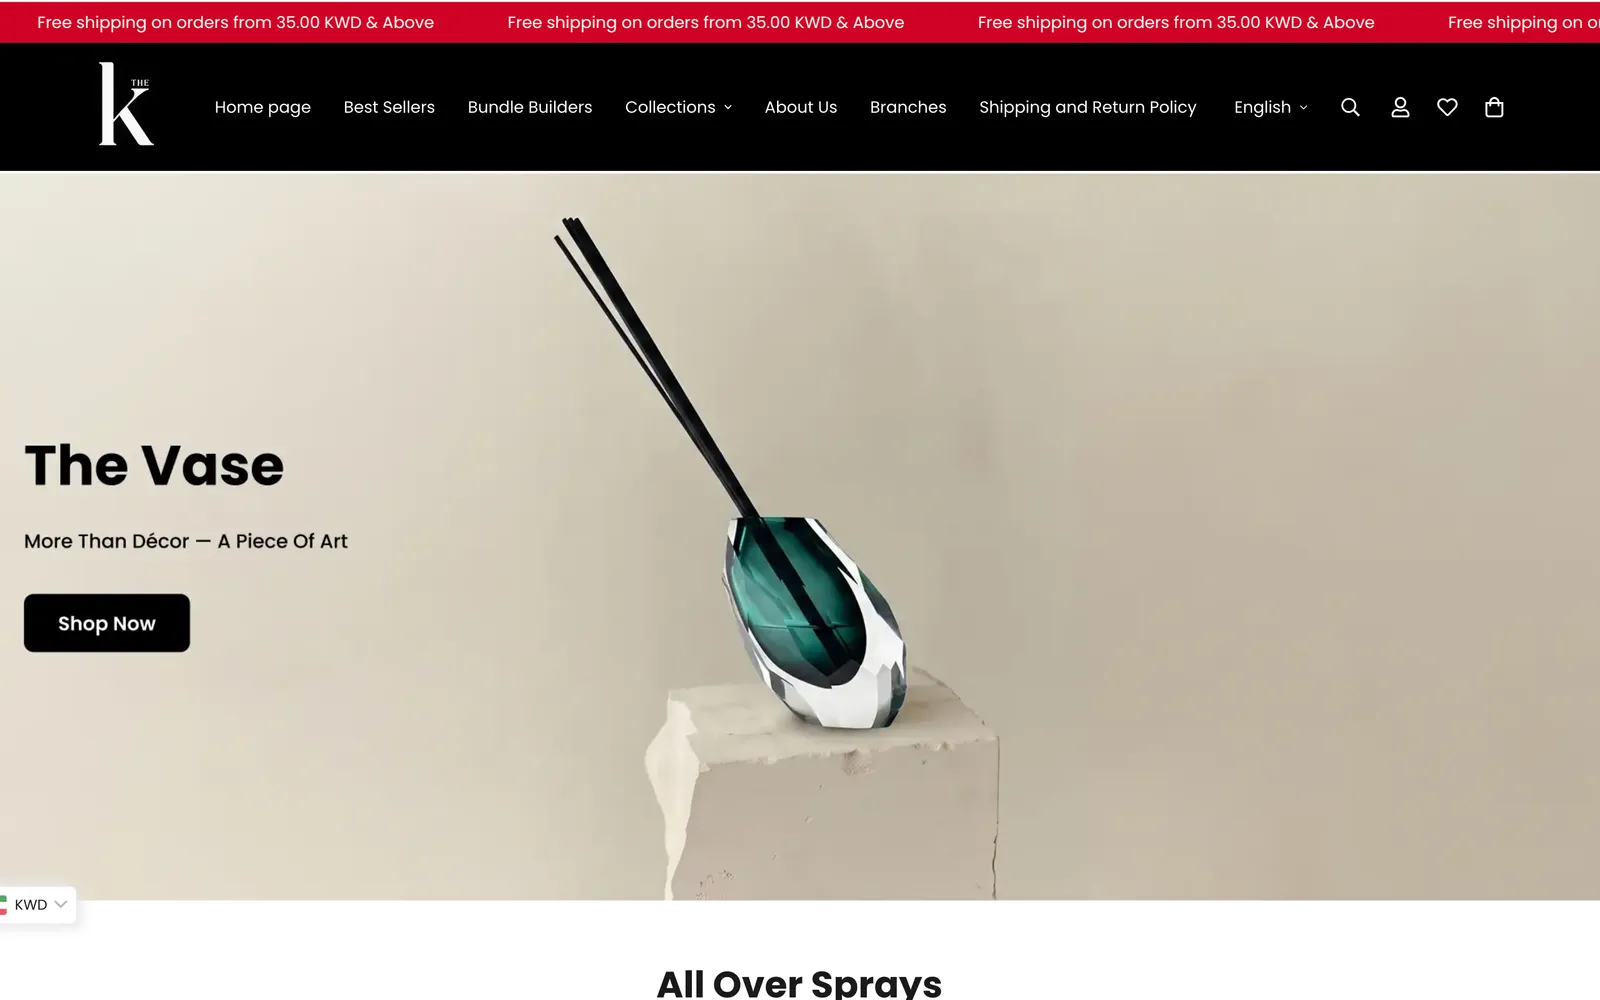 Free shipping on orders from 35.00 KWD & Above Free shipping on orders from 35.00 KWD & Above Free shipping on orders from 35.00 KWD & Above Free shipping on
THE
k
Home page Best Sellers Bundle Builders Collections About Us Branches Shipping and Return Policy English
The Vase
More Than Décor — A Piece Of Art
Shop Now
KWD
All Over Sprays